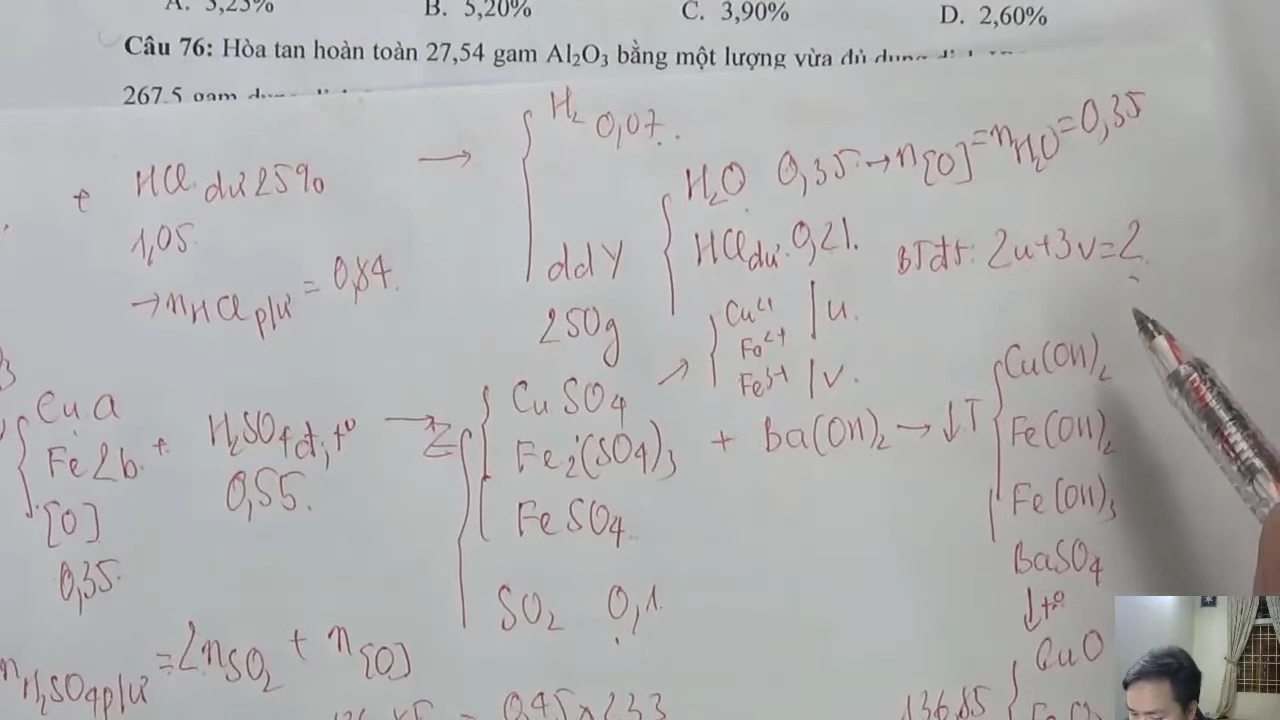 A. 3,25% B. 5,20% C. 3,90% D. 2,60%
Câu 76: Hòa tan hoàn toàn 27,54 gam Al₂O₃ bằng một lượng vừa đủ dung
267,5 gam
+ HCl dư 25% → H₂ 0,07.
1,05.
→ nHCl p/ư = 0,84.
ddY
250g
H₂O 0,35 → n[O] = nH₂O = 0,35
HCl dư 0,21.
BTđt: 2u+3v=2
Cu²⁺
Fe²⁺ | u.
Fe³⁺ | v.
Cu a
Fe 2b. + H₂SO₄ đ, t° → Z
[O] 0,55.
0,35.
CuSO₄
Fe₂(SO₄)₃ + Ba(OH)₂ → ↓T
FeSO₄
SO₂ 0,1.
Cu(OH)₂
Fe(OH)₂
Fe(OH)₃
BaSO₄
↓t°
CuO
nH₂SO₄ p/ư = 2nSO₂ + n[O]
0,45x233
136,85